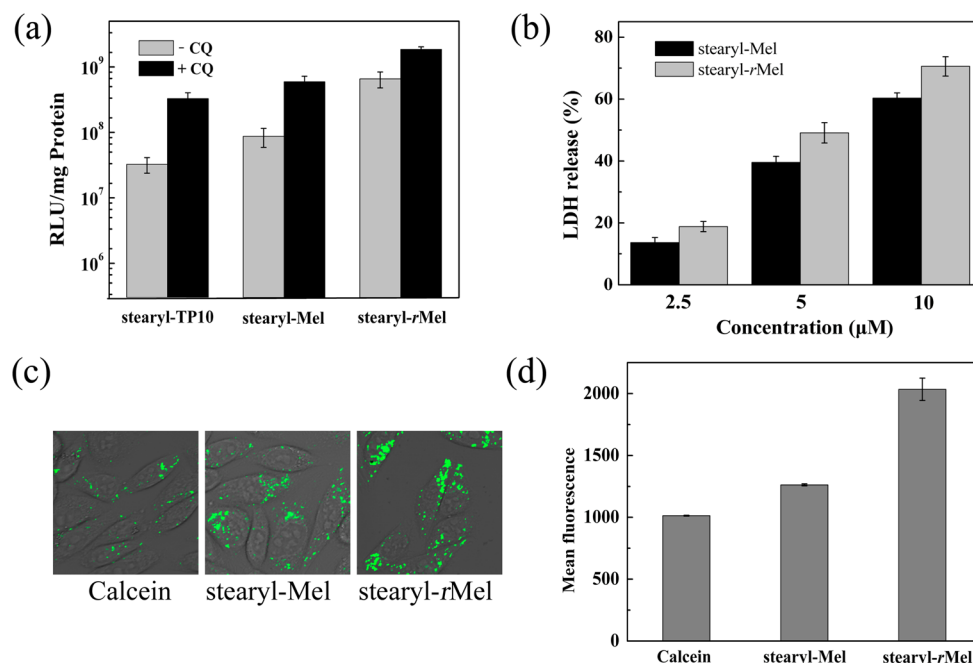 (a)
RLU/mg Protein
10⁹
10⁸
10⁷
10⁶
- CQ
+ CQ
stearyl-TP10 stearyl-Mel stearyl-rMel
(b)
LDH release (%)
80
60
40
20
0
stearyl-Mel
stearyl-rMel
2.5 5 10
Concentration (μM)
(c)
Calcein stearyl-Mel stearyl-rMel
(d)
Mean fluorescence
2000
1500
1000
500
0
Calcein stearyl-Mel stearyl-rMel